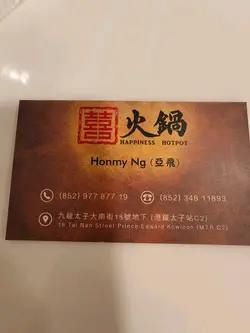 囍 火鍋
HAPPINESS HOTPOT
Honmy Ng (亞飛)
(852) 977 877 19 (852) 348 11893
九龍太子大南街15號地下 (港鐵太子站C2)
15 Tai Nan Street Prince Edward Kowloon (MTR C2)